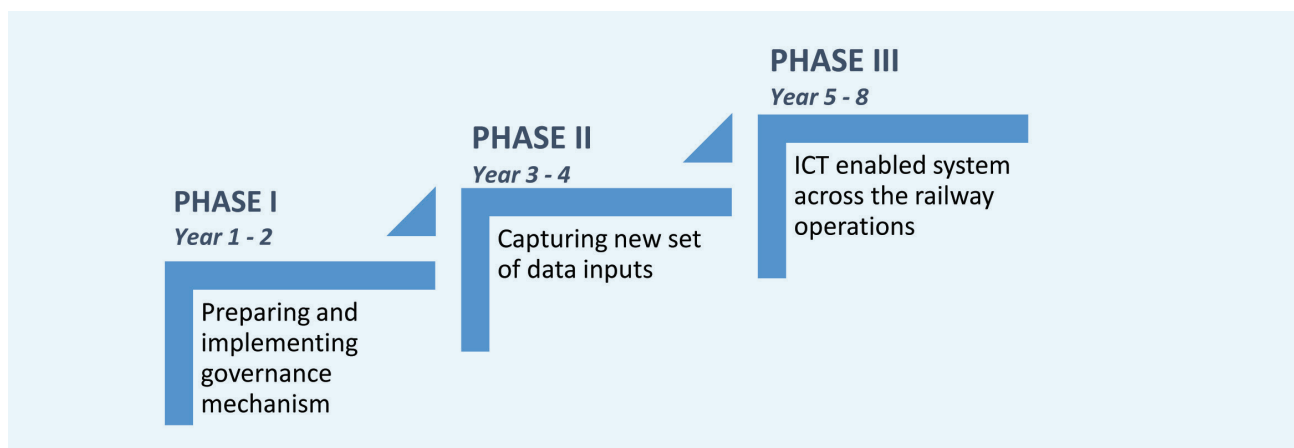 PHASE I
Year 1 - 2
Preparing and
implementing
governance
mechanism
PHASE II
Year 3 - 4
Capturing new set
of data inputs
PHASE III
Year 5 - 8
ICT enabled system
across the railway
operations